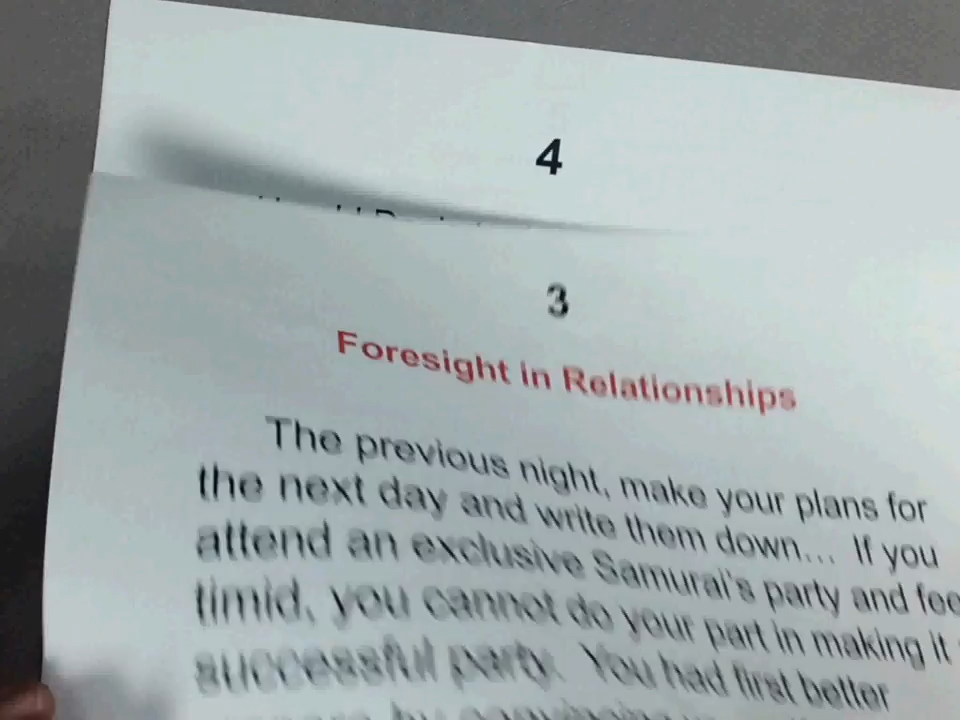 4
3
Foresight in Relationships
The previous night, make your plans for
the next day and write them down... If you
attend an exclusive Samurai's party and
timid, you cannot do your part in making it
successful party. You had first better